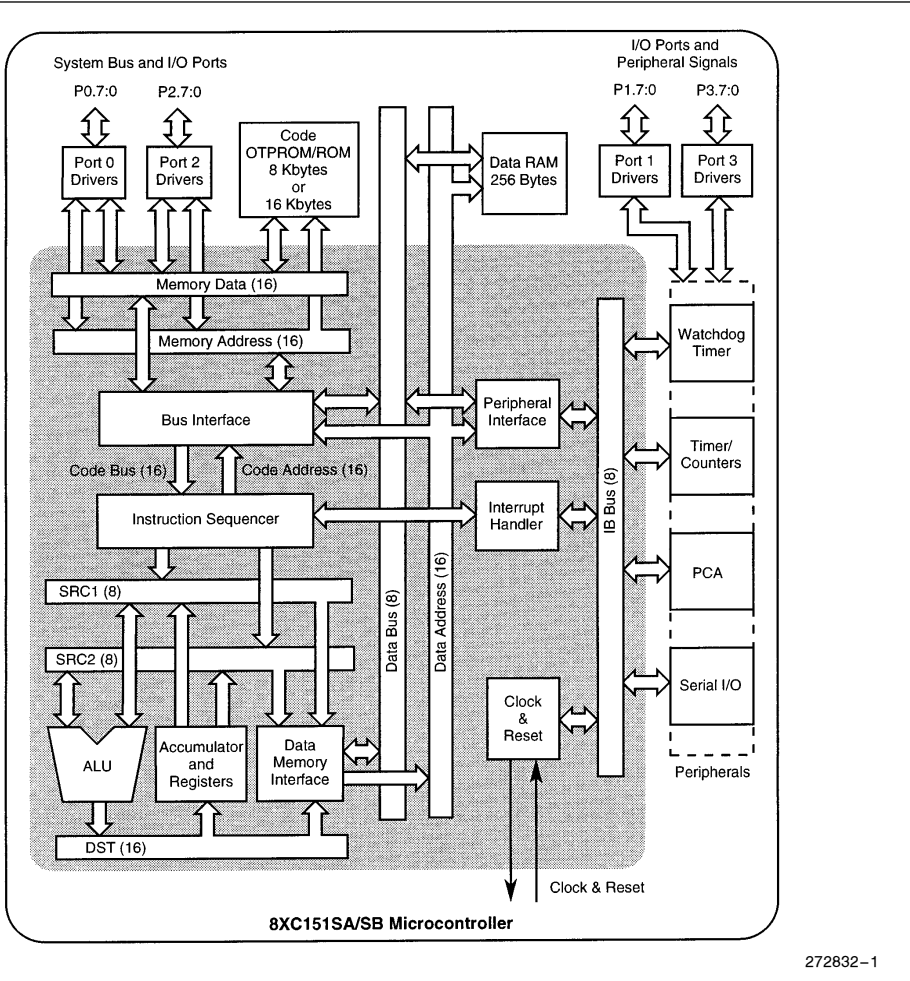 System Bus and I/O Ports
I/O Ports and
Peripheral Signals
P0.7:0
P2.7:0
P1.7:0
P3.7:0
Port 0
Drivers
Port 2
Drivers
Code
OTPROM/ROM
8 Kbytes
or
16 Kbytes
Data RAM
256 Bytes
Port 1
Drivers
Port 3
Drivers
Memory Data (16)
Memory Address (16)
Bus Interface
Peripheral
Interface
Watchdog
Timer
Code Bus (16)
Code Address (16)
Timer/
Counters
Instruction Sequencer
Interrupt
Handler
IB Bus (8)
PCA
SRC1 (8)
SRC2 (8)
Data Bus (8)
Data Address (16)
Serial I/O
ALU
Accumulator
and
Registers
Data
Memory
Interface
Clock
&
Reset
Peripherals
DST (16)
Clock & Reset
8XC151SA/SB Microcontroller
272832–1